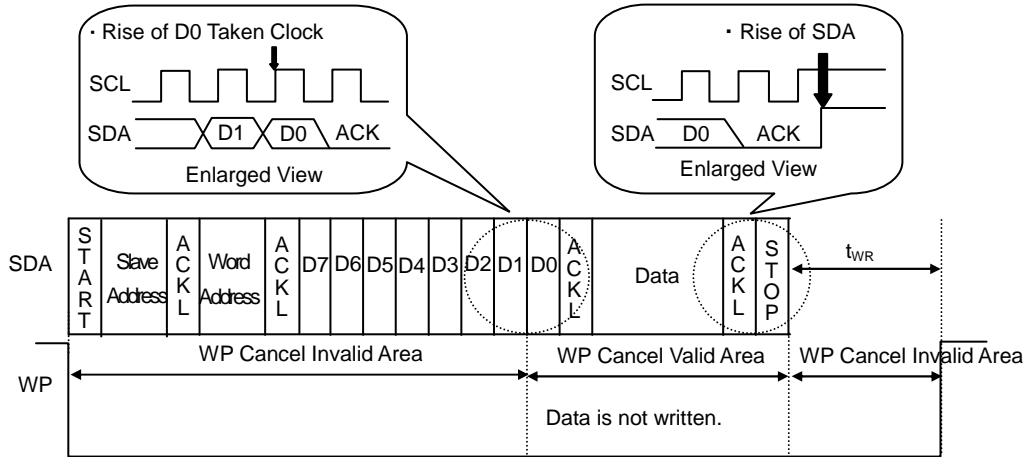 · Rise of D0 Taken Clock
SCL
SDA
D1
D0
ACK
Enlarged View
· Rise of SDA
SCL
SDA
D0
ACK
Enlarged View
SDA
START
Slave Address
ACKL
Word Address
ACKL
D7
D6
D5
D4
D3
D2
D1
D0
ACKL
Data
ACKL
STOP
tWR
WP
WP Cancel Invalid Area
WP Cancel Valid Area
WP Cancel Invalid Area
Data is not written.